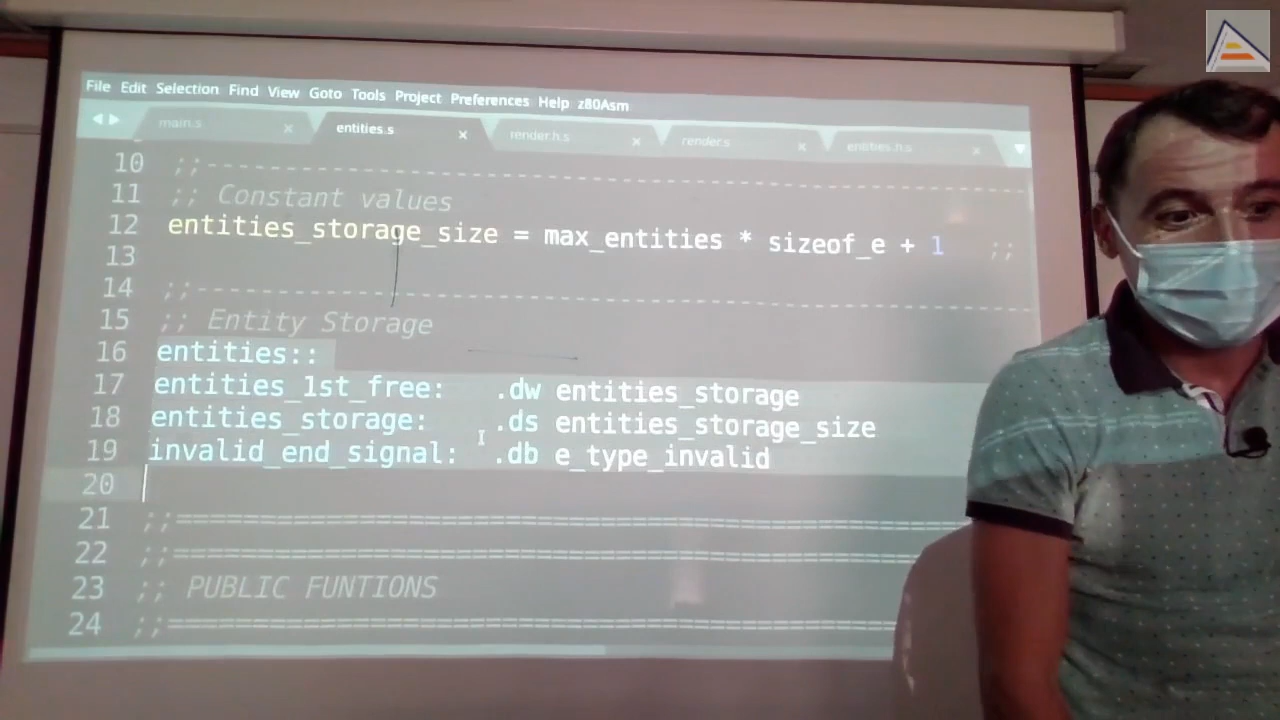 File Edit Selection Find View Goto Tools Project Preferences Help z80Asm
main.s × entities.s × render.h.s × render.s × entities.h.s ×
10 ;;--------------------------------------------------
11 ;; Constant values
12 entities_storage_size = max_entities * sizeof_e + 1 ;;
13
14 ;;--------------------------------------------------
15 ;; Entity Storage
16 entities::
17 entities_1st_free: .dw entities_storage
18 entities_storage: .ds entities_storage_size
19 invalid_end_signal: .db e_type_invalid
20
21 ;;==================================================
22 ;;==================================================
23 ;; PUBLIC FUNTIONS
24 ;;==================================================